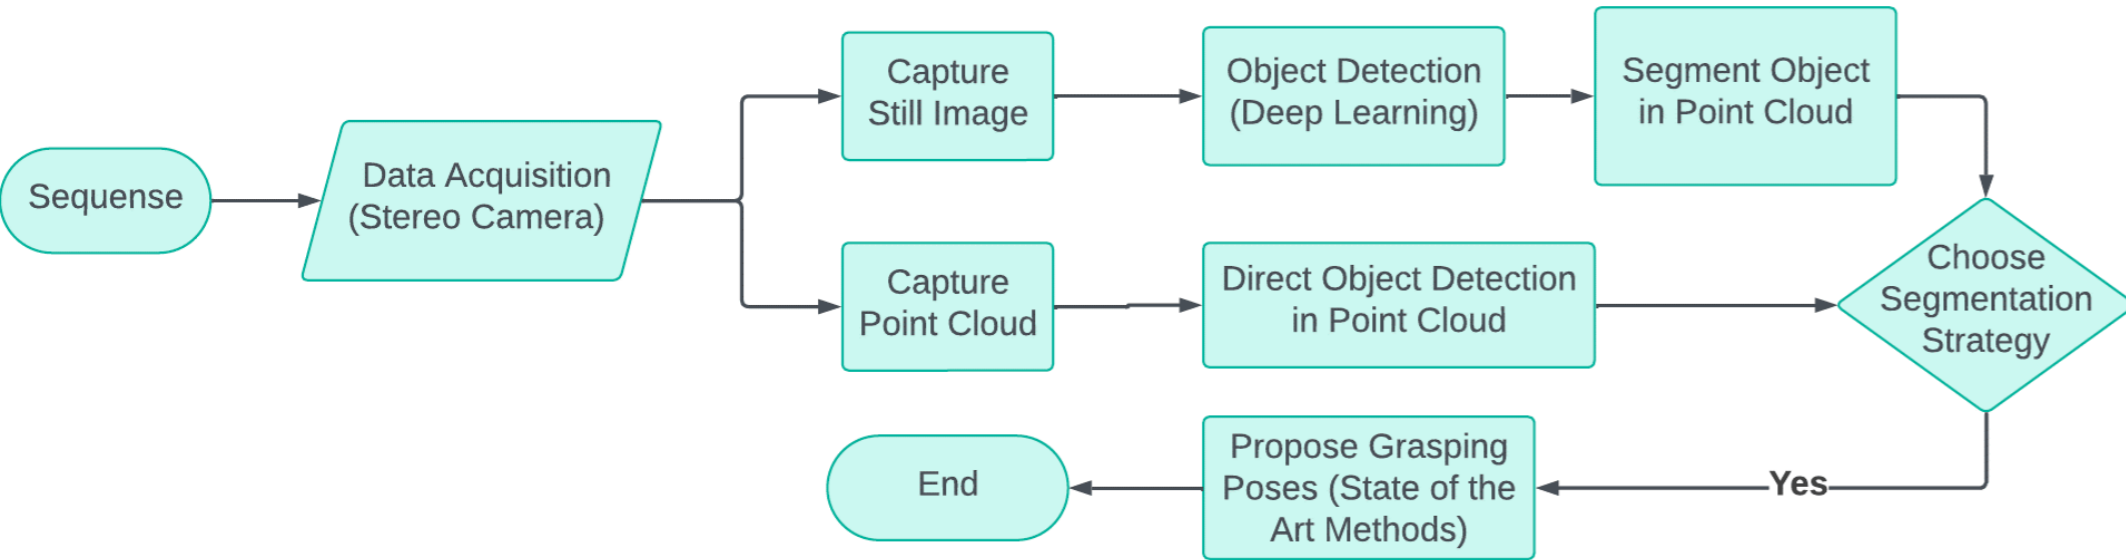 Sequense
Data Acquisition
(Stereo Camera)
Capture
Still Image
Object Detection
(Deep Learning)
Segment Object
in Point Cloud
Capture
Point Cloud
Direct Object Detection
in Point Cloud
Choose
Segmentation
Strategy
Yes
Propose Grasping
Poses (State of the
Art Methods)
End